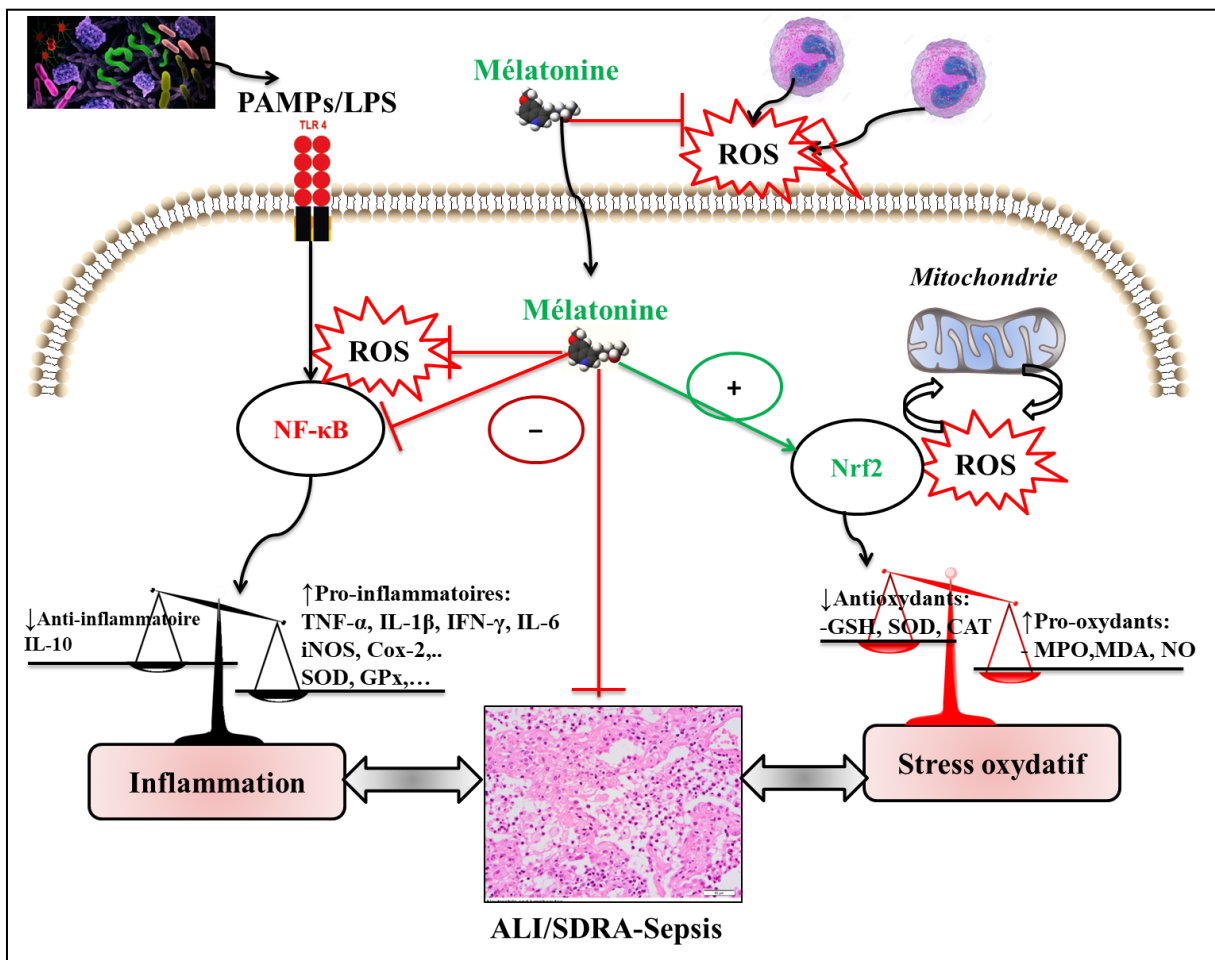 Mélatonine
PAMPs/LPS
TLR 4
ROS
Mitochondrie
Mélatonine
ROS
+
NF-κB
–
Nrf2
ROS
↓Anti-inflammatoire
IL-10
↑Pro-inflammatoires:
TNF-α, IL-1β, IFN-γ, IL-6
iNOS, Cox-2,..
SOD, GPx,…
↓Antioxydants:
-GSH, SOD, CAT
↑Pro-oxydants:
- MPO,MDA, NO
Inflammation
Stress oxydatif
ALI/SDRA-Sepsis